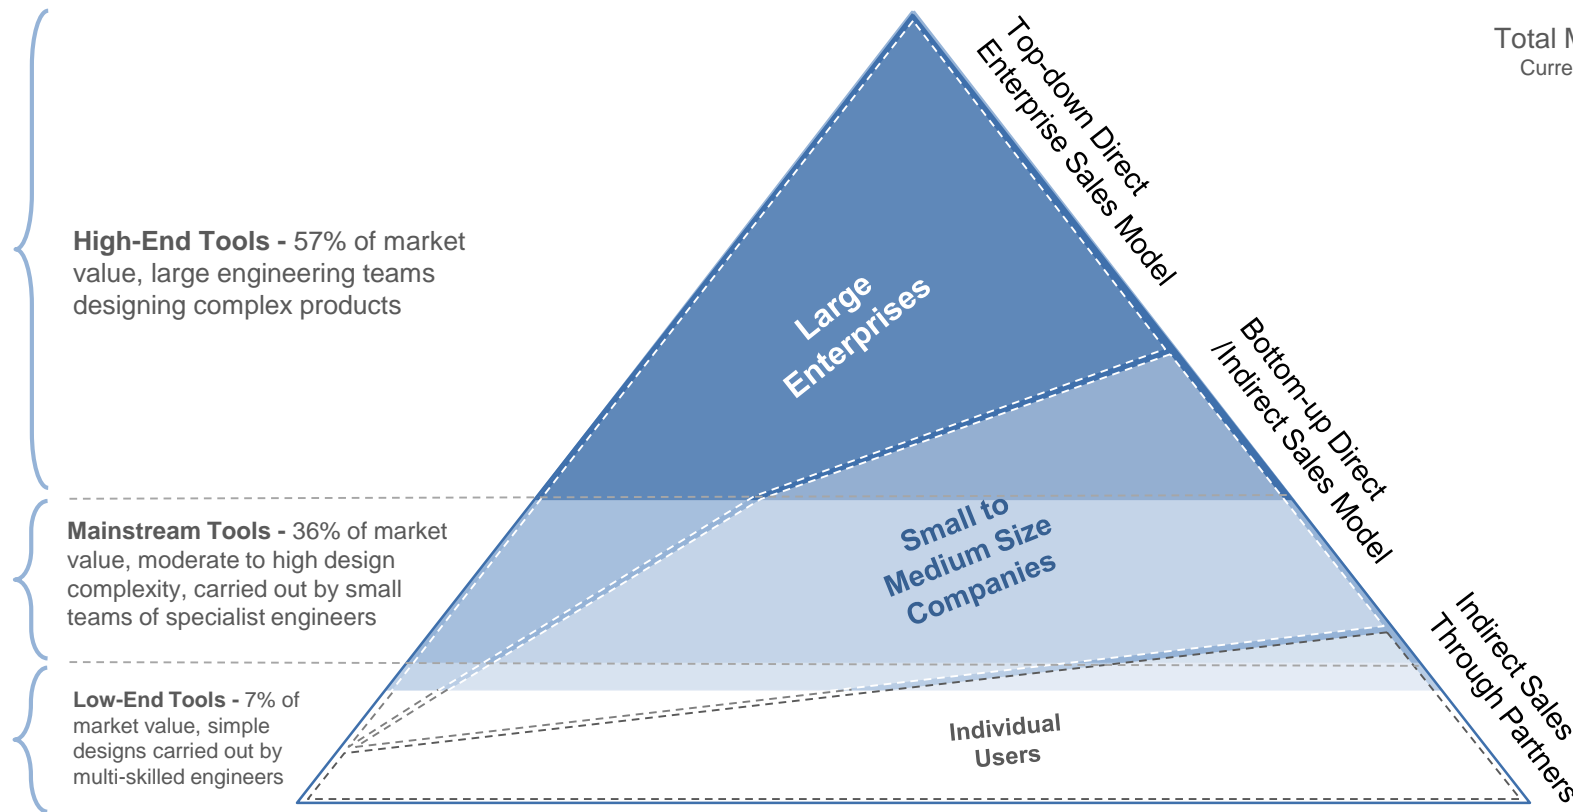 Total
Curre
Top-down Direct
Enterprise Sales Model
High-End Tools - 57% of market
value, large engineering teams
designing complex products
Large
Enterprises
Bottom-up Direct
/Indirect Sales Model
Mainstream Tools - 36% of market
value, moderate to high design
complexity, carried out by small
teams of specialist engineers
Small to
Medium Size
Companies
Indirect Sales
Through Partners
Low-End Tools - 7% of
market value, simple
designs carried out by
multi-skilled engineers
Individual
Users